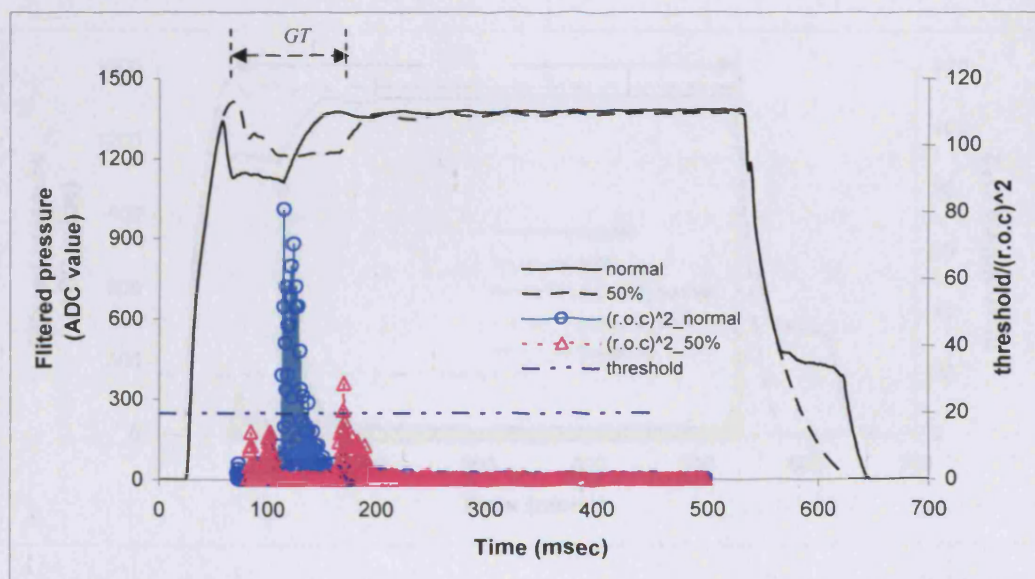 GT
1500
1200
900
600
300
0
Flitered pressure
(ADC value)
120
100
80
60
40
20
0
threshold/(r.o.c)^2
normal
50%
(r.o.c)^2_normal
(r.o.c)^2_50%
threshold
0 100 200 300 400 500 600 700
Time (msec)